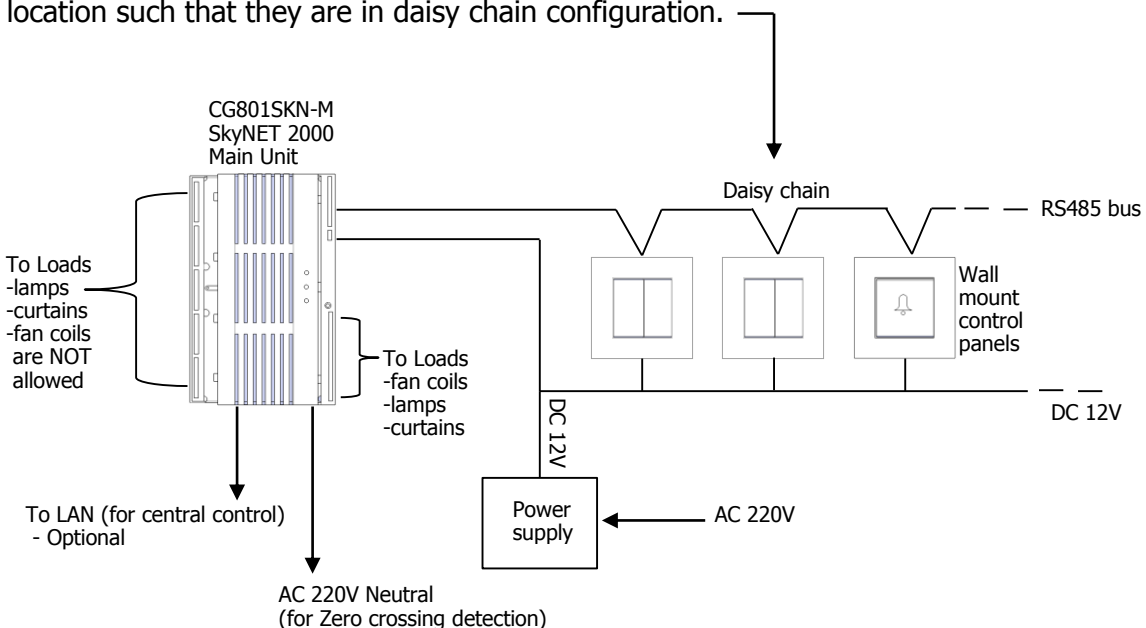 location such that they are in daisy chain configuration.
CG801SKN-M
SkyNET 2000
Main Unit
Daisy chain
RS485 bus
To Loads
-lamps
-curtains
-fan coils
are NOT
allowed
Wall
mount
control
panels
To Loads
-fan coils
-lamps
-curtains
DC 12V
DC 12V
To LAN (for central control)
- Optional
Power
supply
AC 220V
AC 220V Neutral
(for Zero crossing detection)